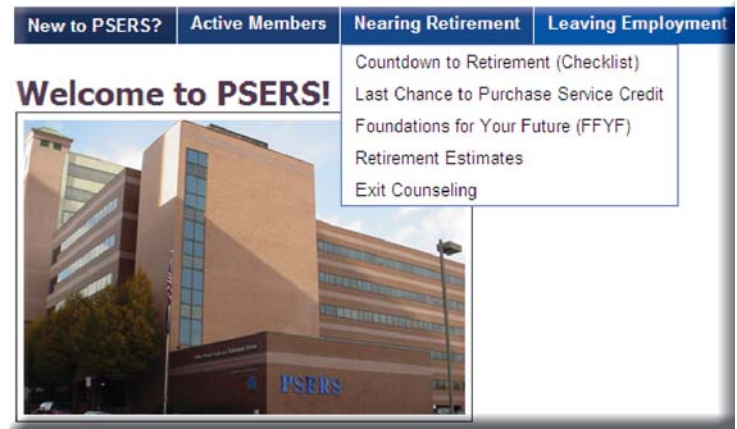 New to PSERS?
Active Members
Nearing Retirement
Leaving Employment
Countdown to Retirement (Checklist)
Last Chance to Purchase Service Credit
Foundations for Your Future (FFYF)
Retirement Estimates
Exit Counseling
Welcome to PSERS!
PSERS